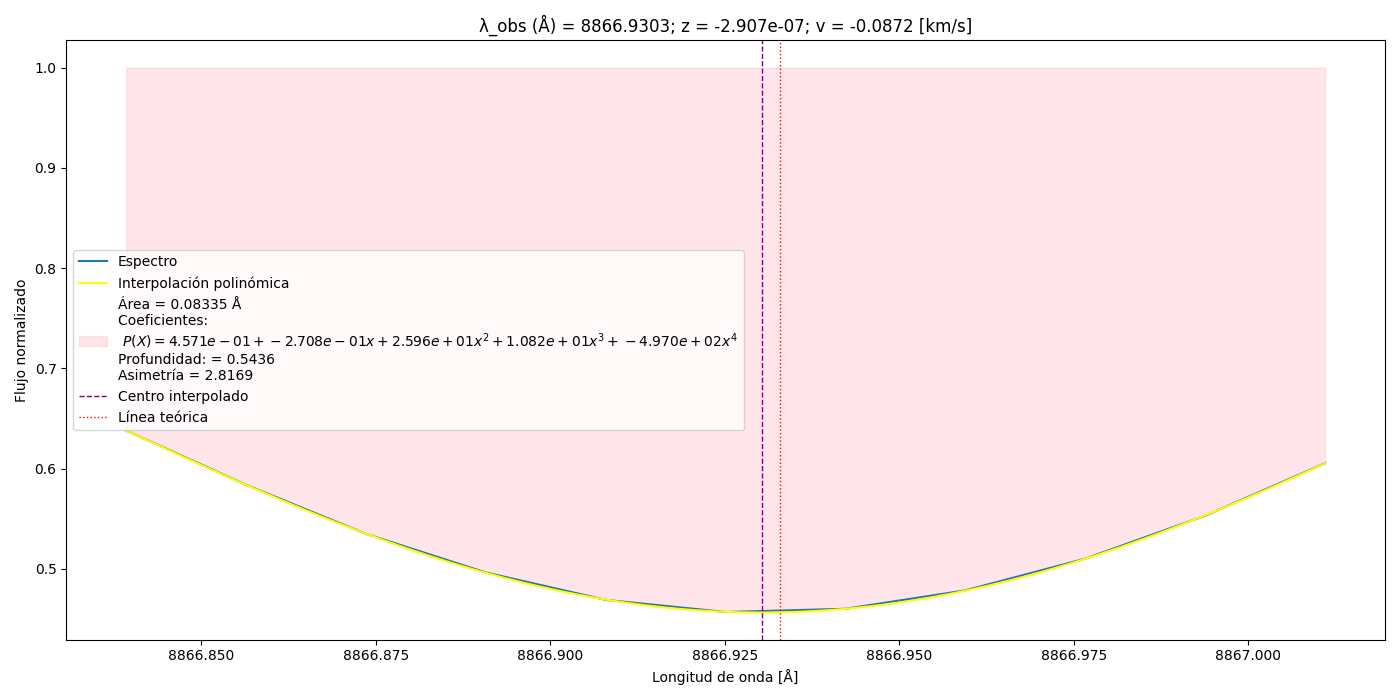 λ_obs (Å) = 8866.9303; z = -2.907e-07; v = -0.0872 [km/s]
Flujo normalizado
1.0
0.9
0.8
0.7
0.6
0.5
Espectro
Interpolación polinómica
Área = 0.08335 Å
Coeficientes:
P(X) = 4.571e − 01 + −2.708e − 01x + 2.596e + 01x² + 1.082e + 01x³ + −4.970e + 02x⁴
Profundidad: = 0.5436
Asimetría = 2.8169
Centro interpolado
Línea teórica
8866.850 8866.875 8866.900 8866.925 8866.950 8866.975 8867.000
Longitud de onda [Å]